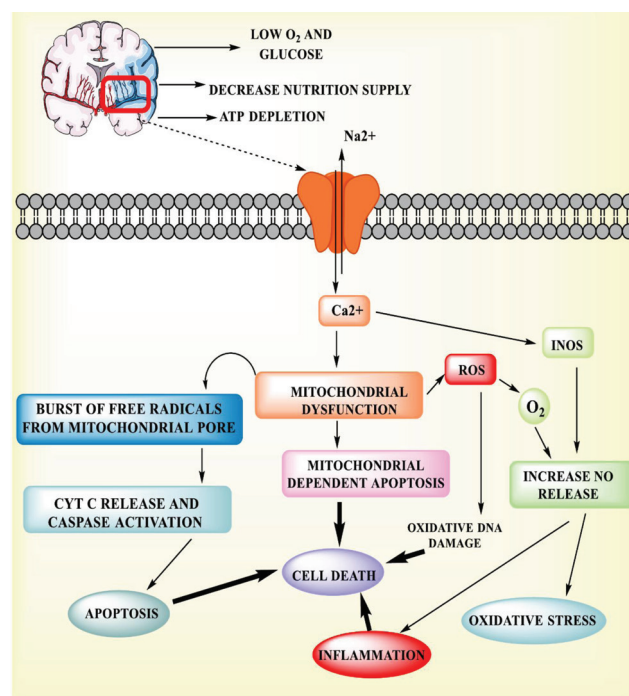 LOW O2 AND
GLUCOSE
DECREASE NUTRITION SUPPLY
ATP DEPLETION
Na2+
Ca2+
INOS
ROS
MITOCHONDRIAL
DYSFUNCTION
BURST OF FREE RADICALS
FROM MITOCHONDRIAL PORE
O2
MITOCHONDRIAL
DEPENDENT APOPTOSIS
INCREASE NO
RELEASE
CYT C RELEASE AND
CASPASE ACTIVATION
OXIDATIVE DNA
DAMAGE
CELL DEATH
APOPTOSIS
OXIDATIVE STRESS
INFLAMMATION